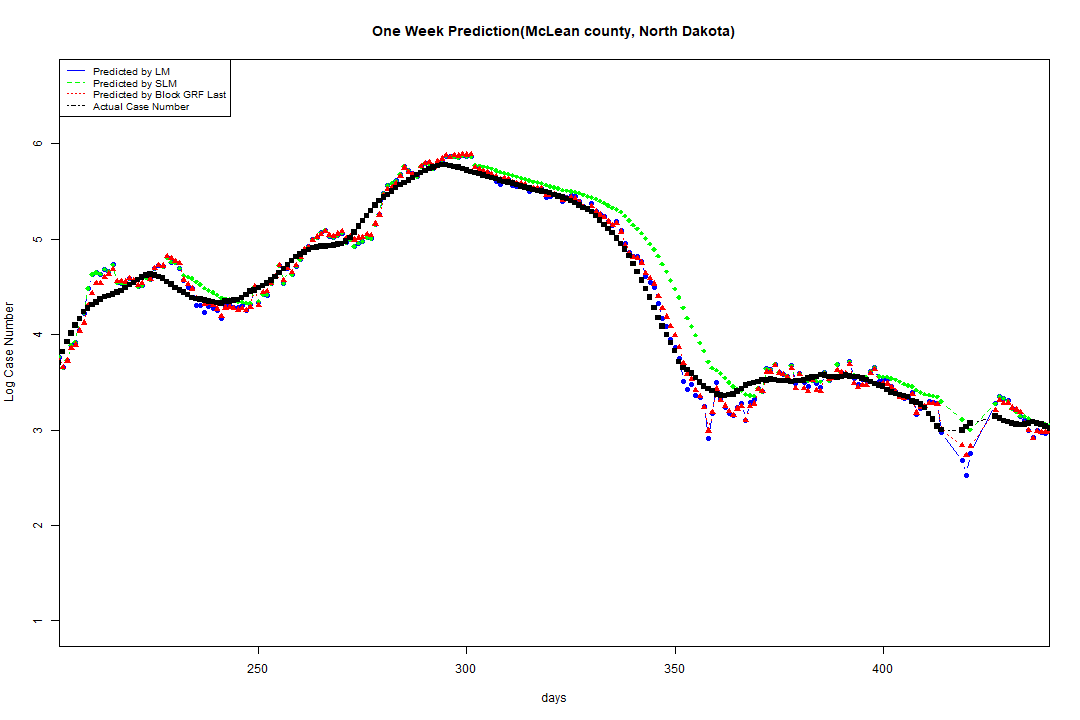 One Week Prediction(McLean county, North Dakota)
Predicted by LM
Predicted by SLM
Predicted by Block GRF Last
Actual Case Number
Log Case Number
6
5
4
3
2
1
250 300 350 400
days